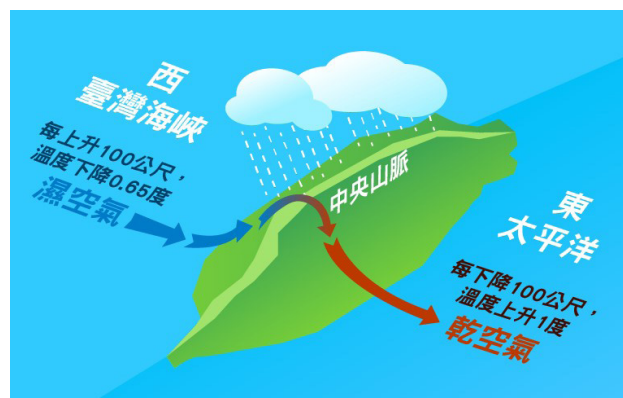 西
臺灣海峽
每上升100公尺，
溫度下降0.65度
濕空氣
中央山脈
東
太平洋
每下降100公尺，
溫度上升1度
乾空氣